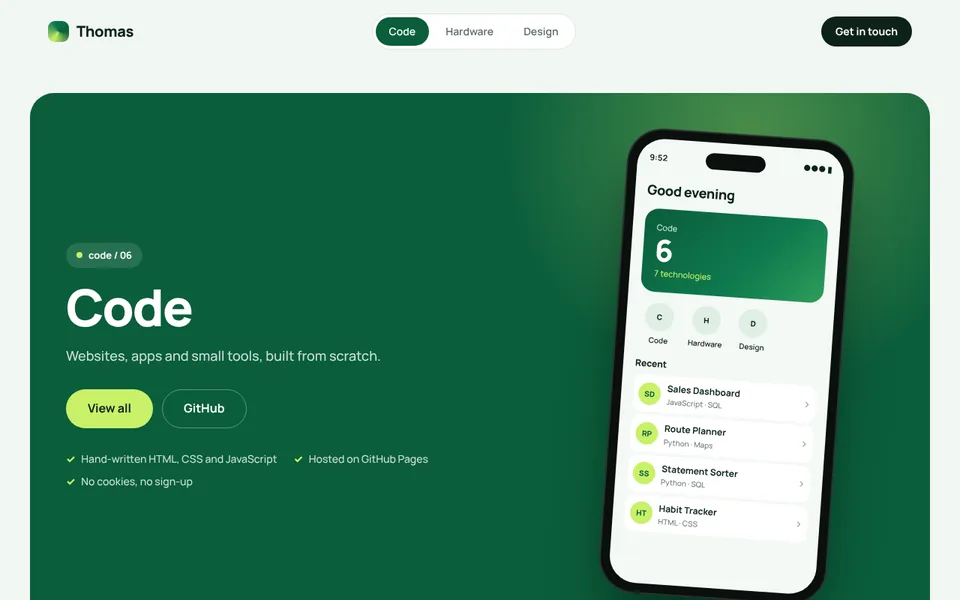 Thomas
Code
Hardware
Design
Get in touch
code / 06
Code
Websites, apps and small tools, built from scratch.
View all
GitHub
Hand-written HTML, CSS and JavaScript
Hosted on GitHub Pages
No cookies, no sign-up
9:52
Good evening
Code
6
7 technologies
C
H
D
Code
Hardware
Design
Recent
SD
Sales Dashboard
JavaScript · SQL
RP
Route Planner
Python · Maps
SS
Statement Sorter
Python · SQL
HT
Habit Tracker
HTML · CSS